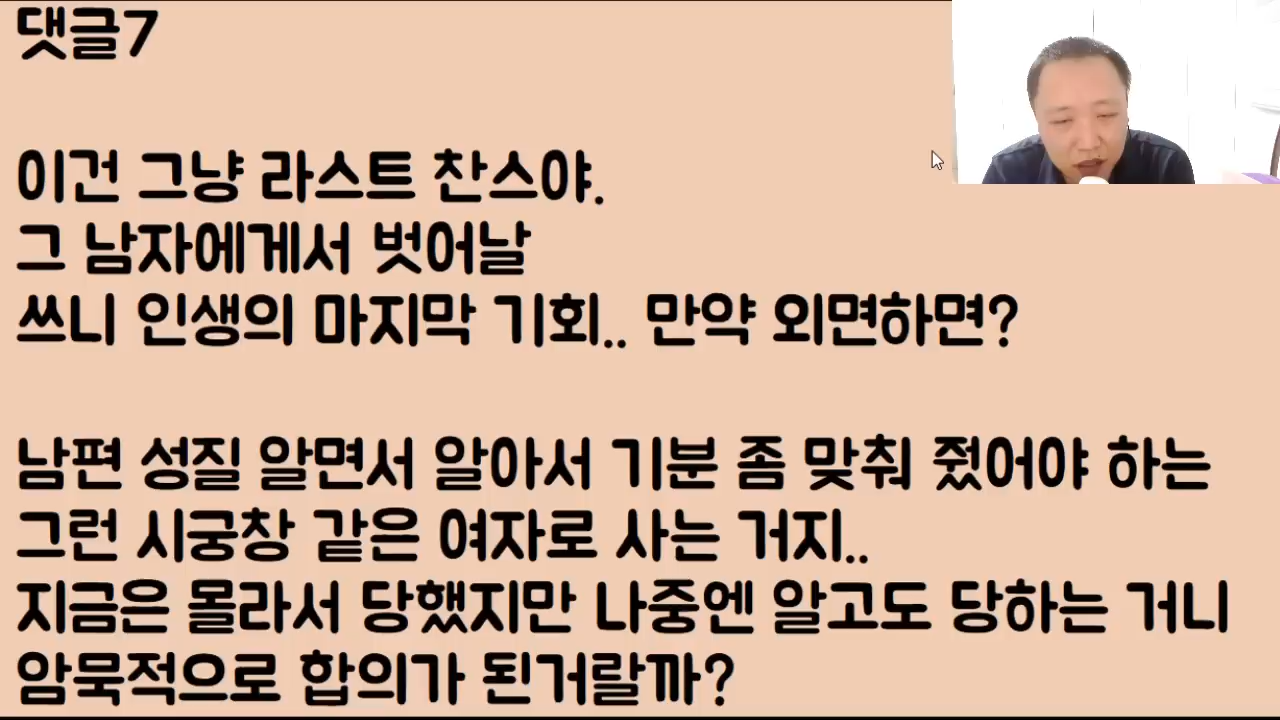 댓글7
이건 그냥 라스트 찬스야.
그 남자에게서 벗어날
쓰니 인생의 마지막 기회.. 만약 외면하면?
남편 성질 알면서 알아서 기분 좀 맞춰 줬어야 하는
그런 시궁창 같은 여자로 사는 거지..
지금은 몰라서 당했지만 나중엔 알고도 당하는 거니
암묵적으로 합의가 된거랄까?